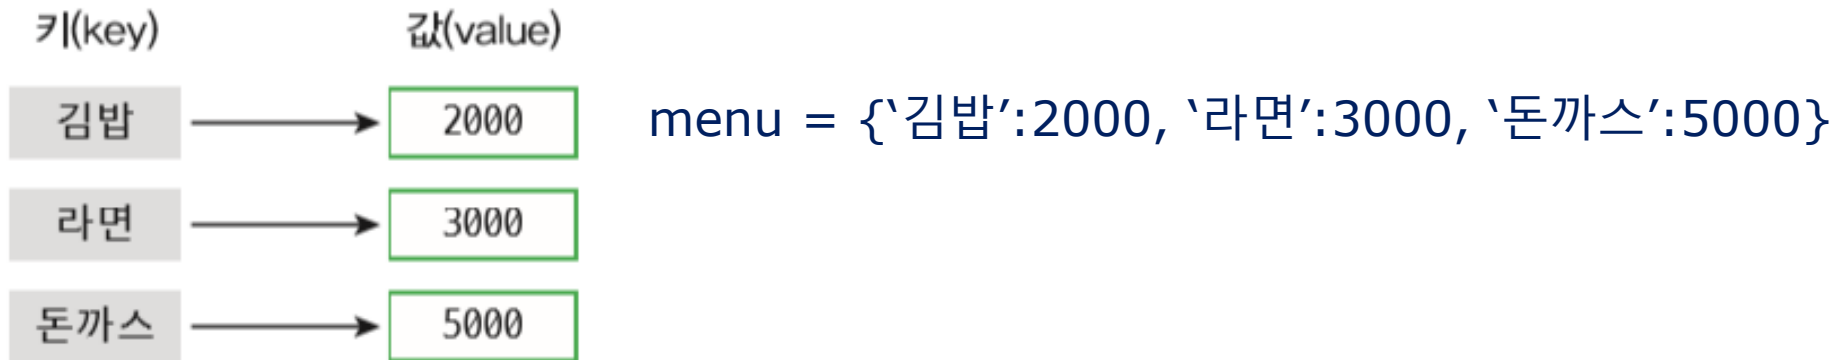 키(key) 값(value)
김밥 2000 menu = {‘김밥’:2000, ‘라면’:3000, ‘돈까스’:5000}
라면 3000
돈까스 5000